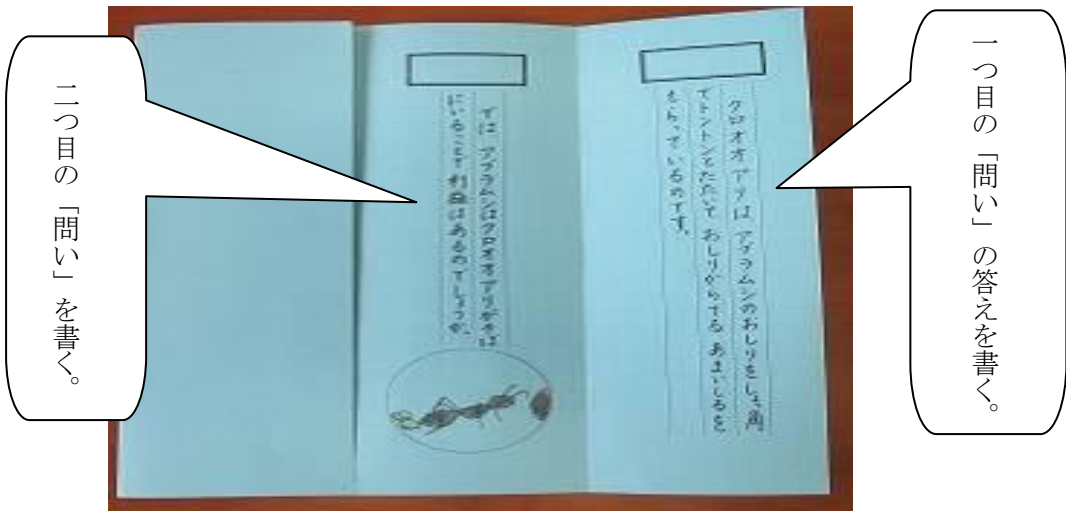 一つ目の「問い」の答えを書く。
クロオオアリは アブラムシのおしりをしょっ角
でトントンとたたいて おしりからでる あまいしるを
もらっているのです。
では アブラムシはクロオオアリがそば
にいることで 利益はあるのでしょうか。
二つ目の「問い」を書く。